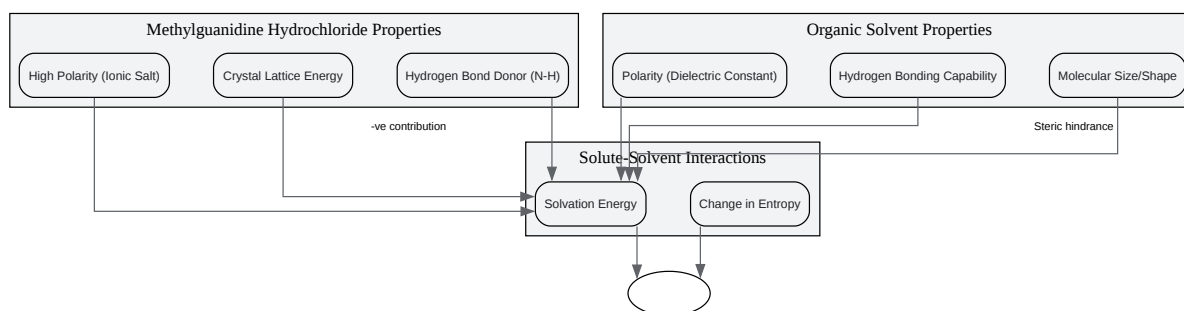 Methylguanidine Hydrochloride Properties
High Polarity (Ionic Salt)
Crystal Lattice Energy
Hydrogen Bond Donor (N-H)
Organic Solvent Properties
Polarity (Dielectric Constant)
Hydrogen Bonding Capability
Molecular Size/Shape
-ve contribution
Steric hindrance
Solute-Solvent Interactions
Solvation Energy
Change in Entropy